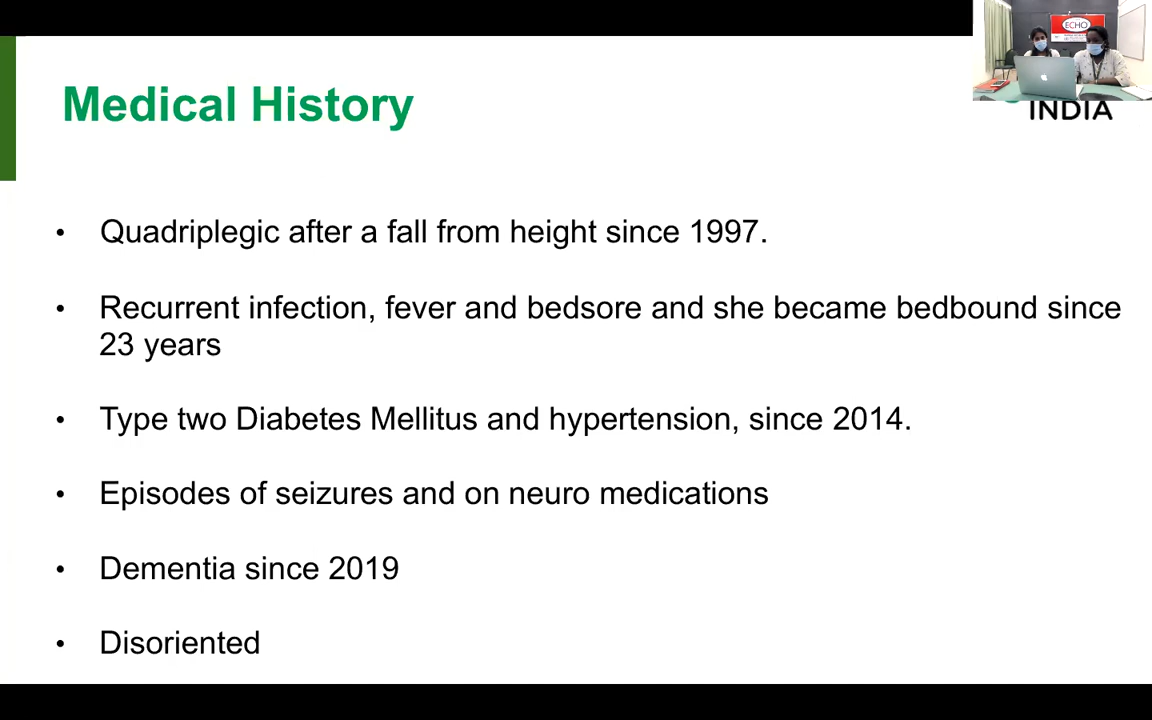 Medical History
ECHO
INDIA
• Quadriplegic after a fall from height since 1997.
• Recurrent infection, fever and bedsore and she became bedbound since
23 years
• Type two Diabetes Mellitus and hypertension, since 2014.
• Episodes of seizures and on neuro medications
• Dementia since 2019
• Disoriented